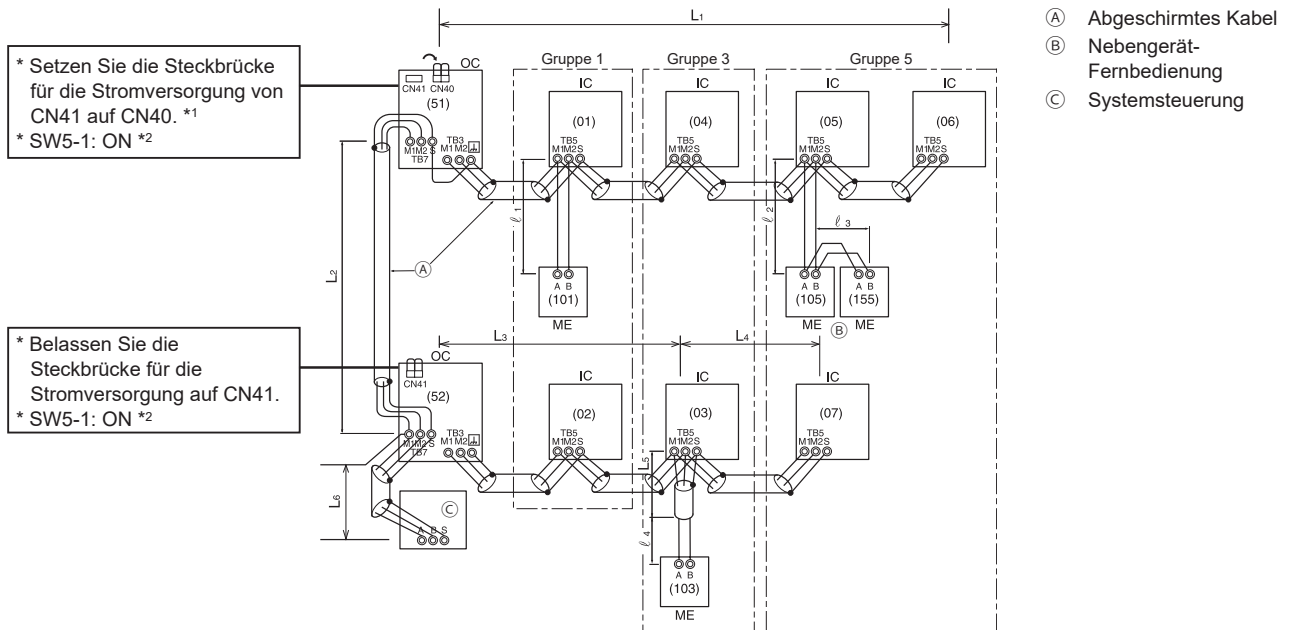 L1
Ⓐ Abgeschirmtes Kabel
Ⓑ Nebengerät-
Fernbedienung
Ⓒ Systemsteuerung
* Setzen Sie die Steckbrücke
für die Stromversorgung von
CN41 auf CN40. *1
* SW5-1: ON *2
OC
CN41 CN40
(51)
M1M2 S
TB7
TB3
M1 M2
Gruppe 1
Gruppe 3
Gruppe 5
IC
(01)
TB5
M1M2S
IC
(04)
TB5
M1M2S
IC
(05)
TB5
M1M2S
IC
(06)
TB5
M1M2S
L2
Ⓐ
ℓ1
ℓ2
ℓ3
A B
(101)
ME
A B
(105)
ME
Ⓑ
A B
(155)
ME
* Belassen Sie die
Steckbrücke für die
Stromversorgung auf CN41.
* SW5-1: ON *2
L3
L4
OC
CN41
(52)
M1M2 S
TB7
TB3
M1 M2
IC
(02)
TB5
M1M2S
IC
(03)
TB5
M1M2S
IC
(07)
TB5
M1M2S
L5
L6
Ⓒ
A B S
ℓ4
A B
(103)
ME